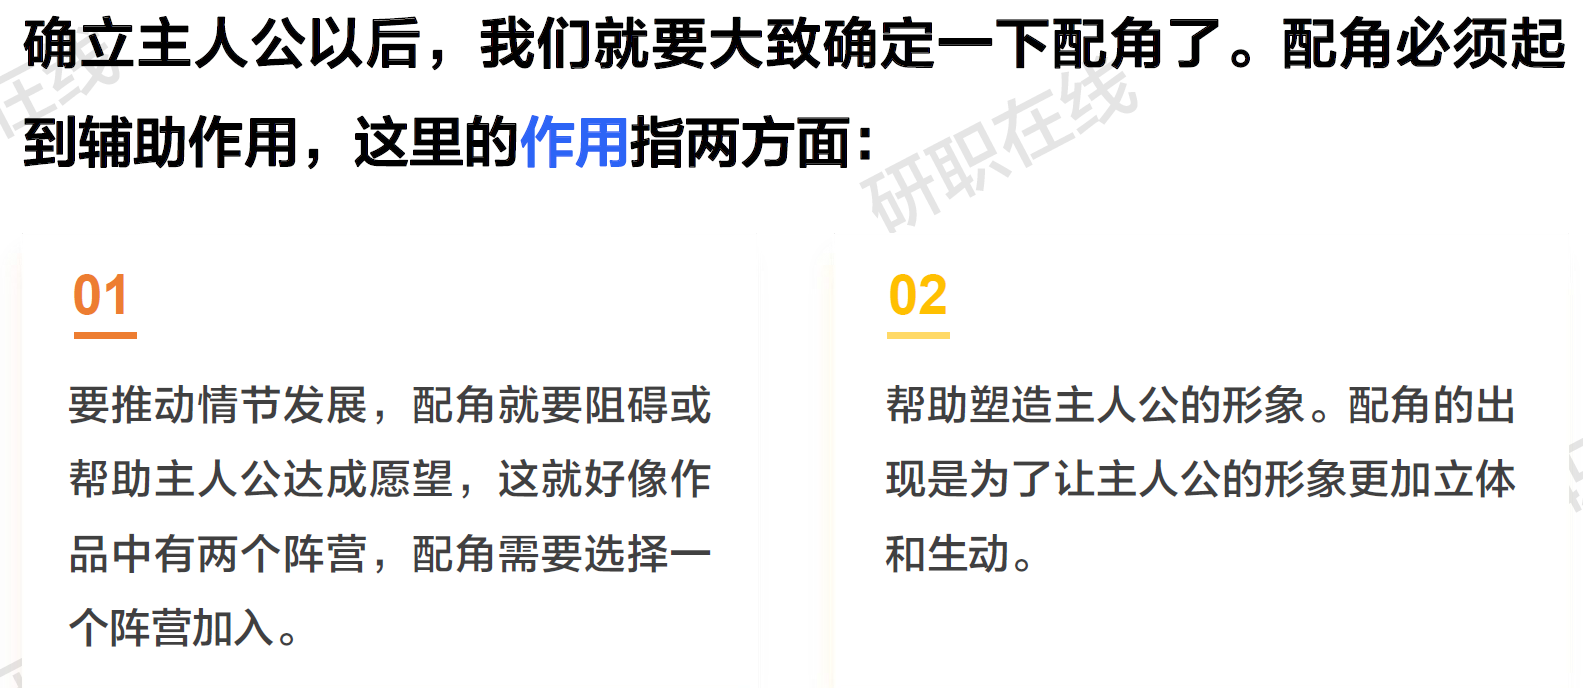 确立主人公以后，我们就要大致确定一下配角了。配角必须起
到辅助作用，这里的作用指两方面：
在线
研职在线
01
要推动情节发展，配角就要阻碍或
帮助主人公达成愿望，这就好像作
品中有两个阵营，配角需要选择一
个阵营加入。
02
帮助塑造主人公的形象。配角的出
现是为了让主人公的形象更加立体
和生动。